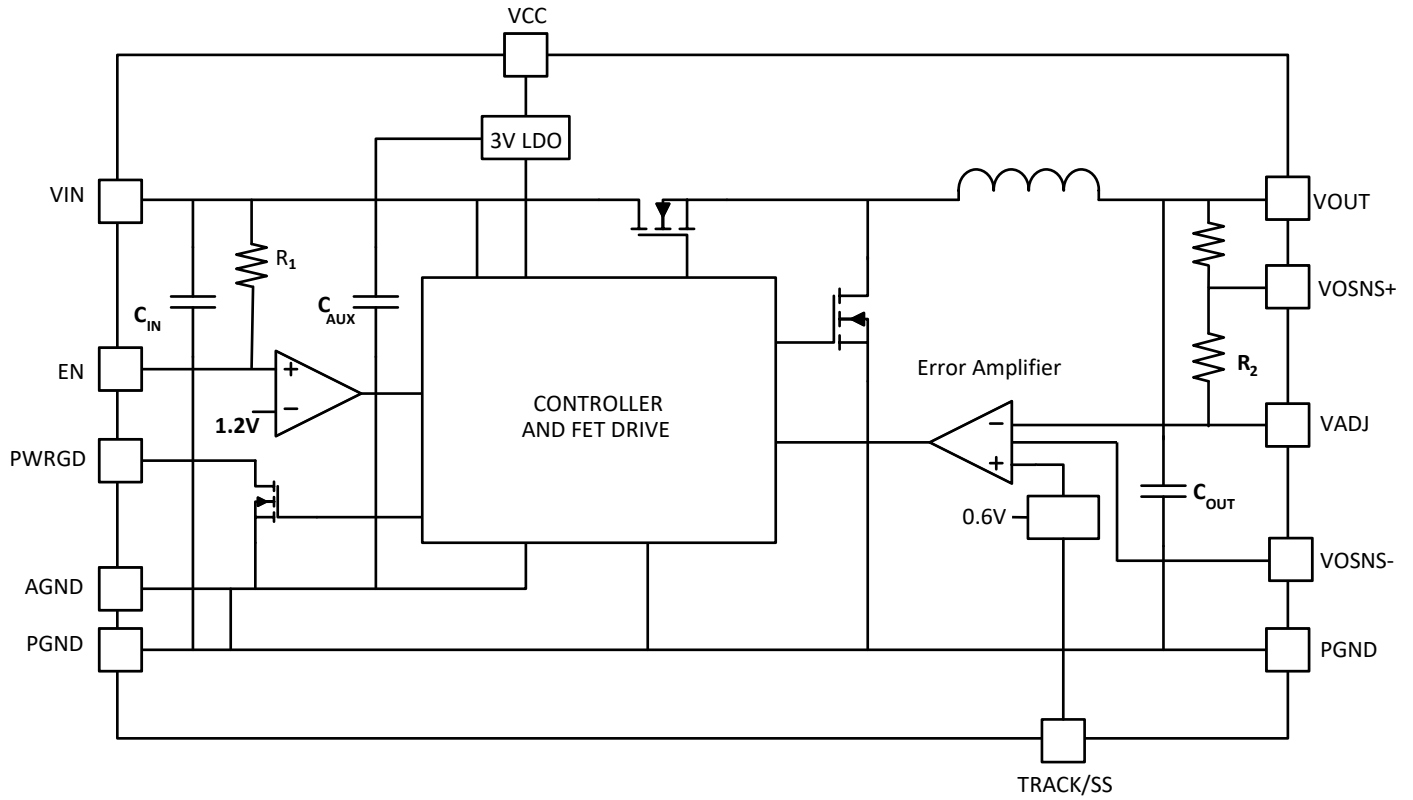 VCC
3V LDO
VIN
VOUT
R1
VOSNS+
CIN
CAUX
EN
Error Amplifier
R2
1.2V
CONTROLLER
AND FET DRIVE
VADJ
PWRGD
COUT
0.6V
VOSNS-
AGND
PGND
PGND
TRACK/SS